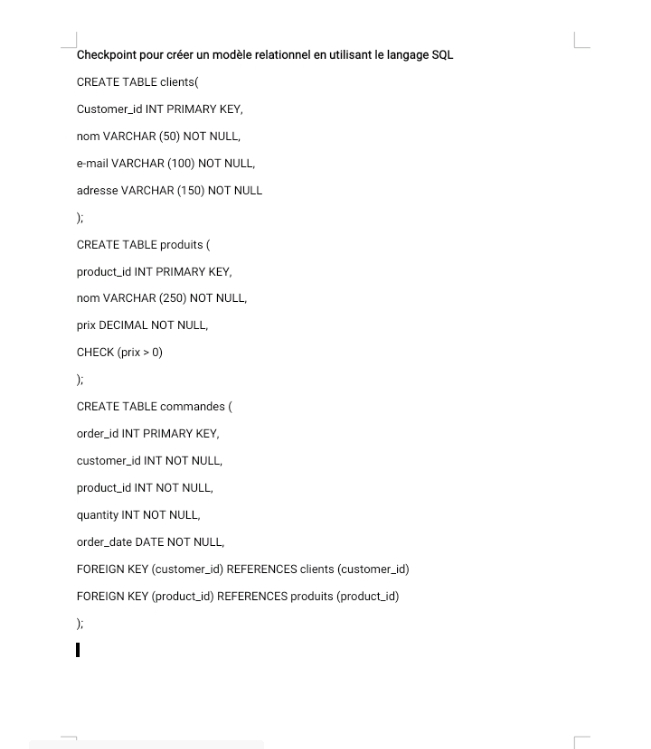 Checkpoint pour créer un modèle relationnel en utilisant le langage SQL
CREATE TABLE clients(
Customer_id INT PRIMARY KEY,
nom VARCHAR (50) NOT NULL,
e-mail VARCHAR (100) NOT NULL,
adresse VARCHAR (150) NOT NULL
);
CREATE TABLE produits (
product_id INT PRIMARY KEY,
nom VARCHAR (250) NOT NULL,
prix DECIMAL NOT NULL,
CHECK (prix > 0)
);
CREATE TABLE commandes (
order_id INT PRIMARY KEY,
customer_id INT NOT NULL,
product_id INT NOT NULL,
quantity INT NOT NULL,
order_date DATE NOT NULL,
FOREIGN KEY (customer_id) REFERENCES clients (customer_id)
FOREIGN KEY (product_id) REFERENCES produits (product_id)
);